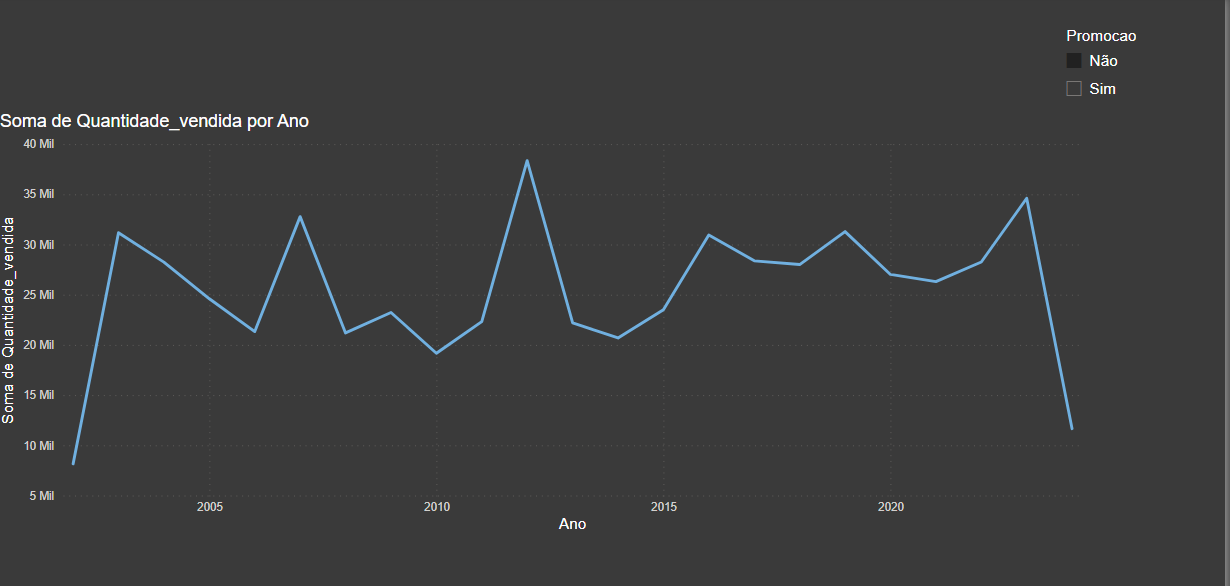 Promocao
Não
Sim
Soma de Quantidade_vendida por Ano
40 Mil
35 Mil
30 Mil
25 Mil
20 Mil
15 Mil
10 Mil
5 Mil
Soma de Quantidade_vendida
2005
2010
2015
2020
Ano